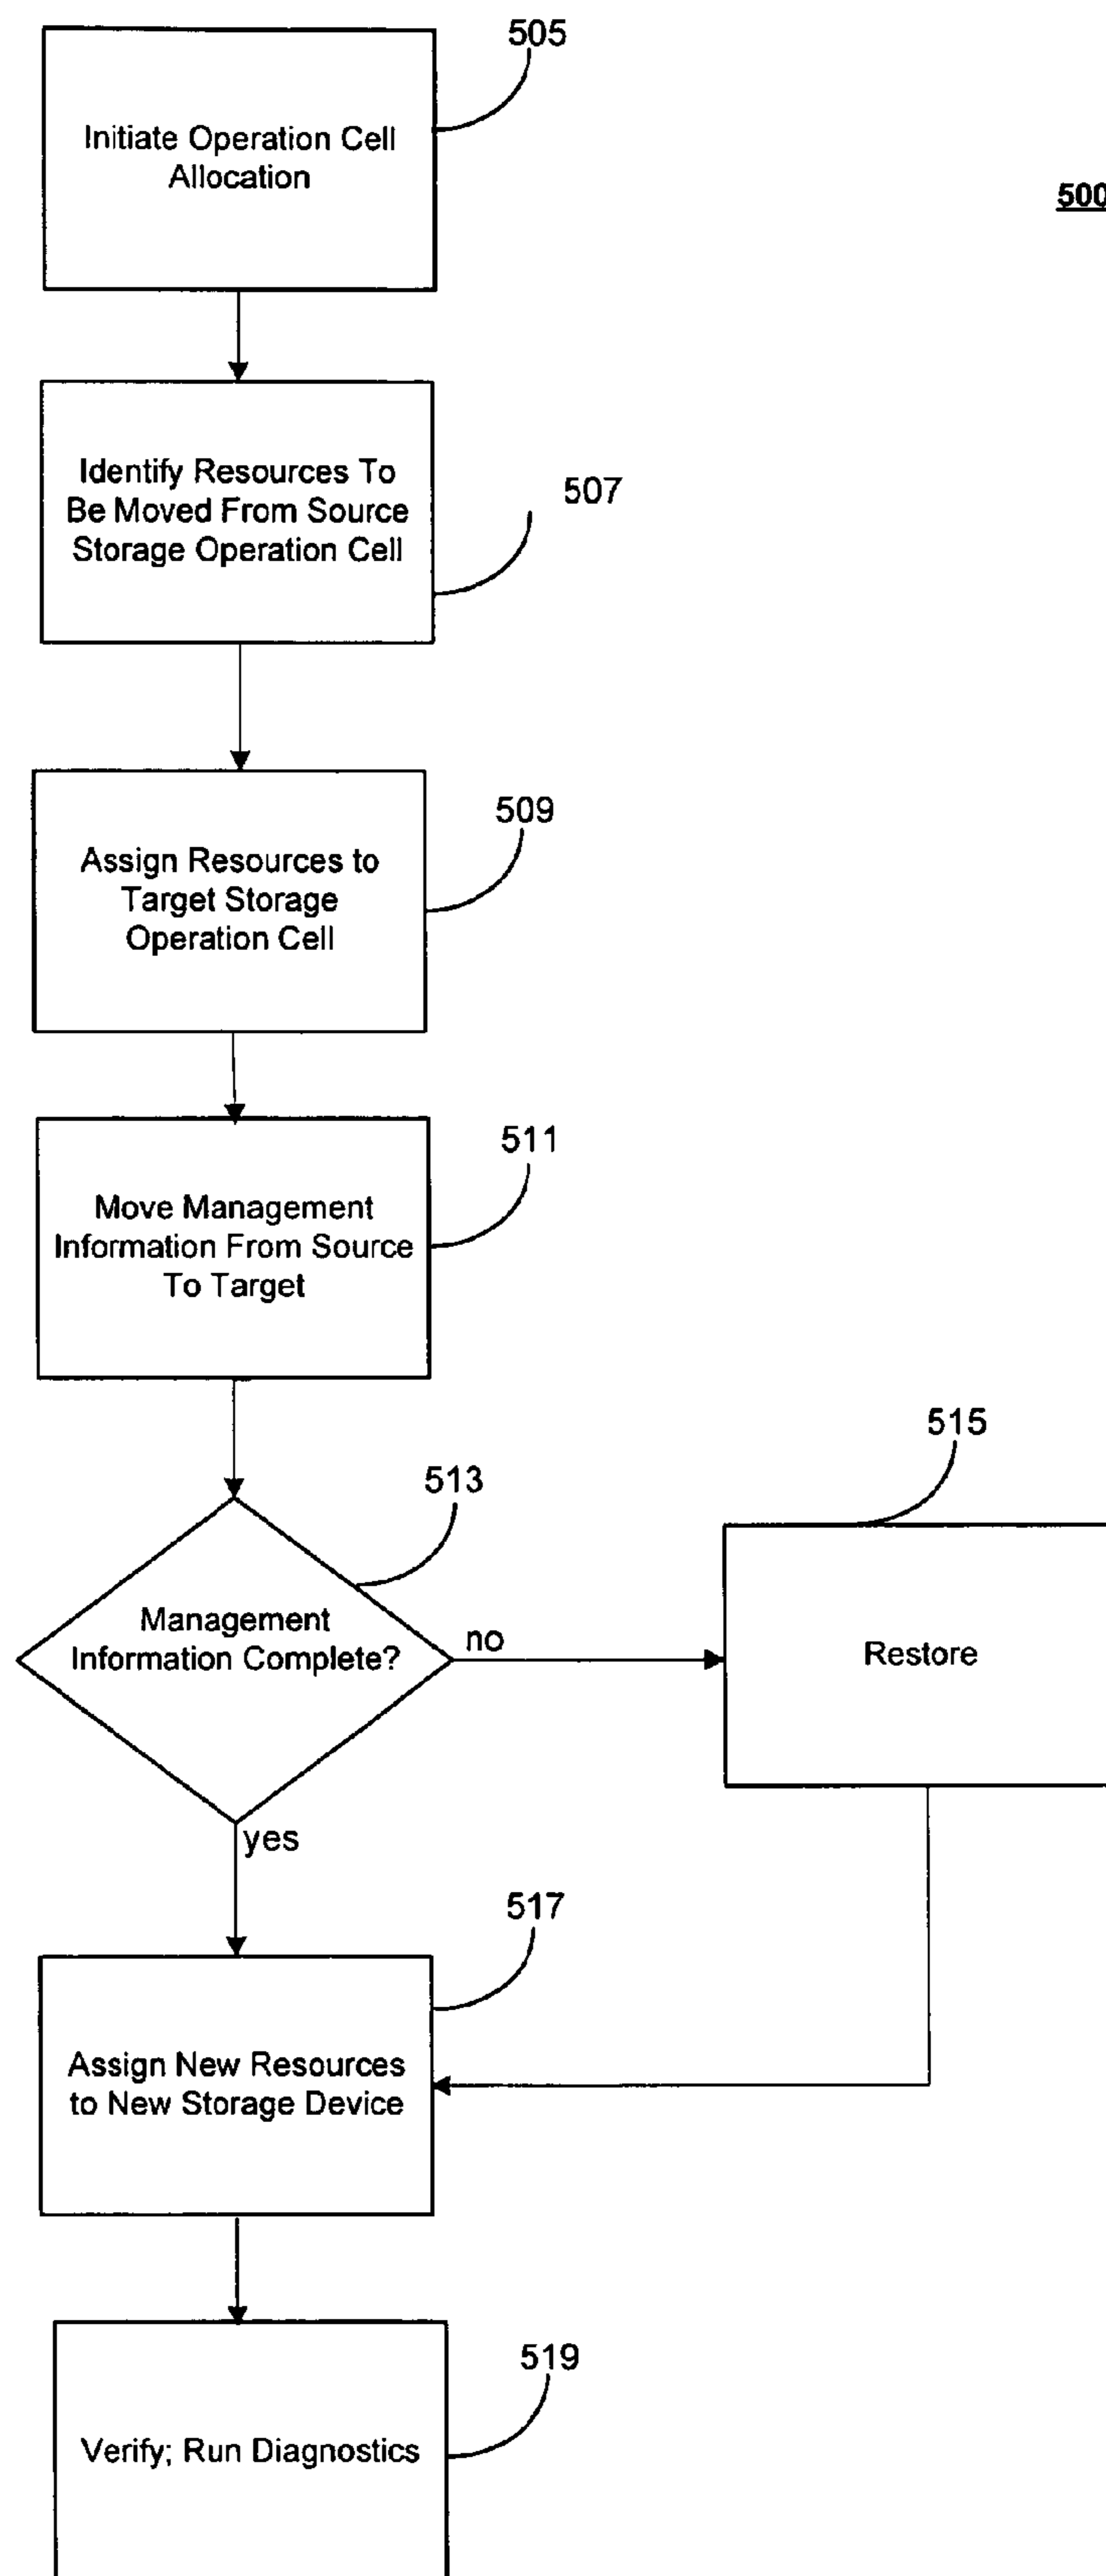 505
Initiate Operation Cell
Allocation
500
Identify Resources To
Be Moved From Source
Storage Operation Cell
507
509
Assign Resources to
Target Storage
Operation Cell
511
Move Management
Information From Source
To Target
515
513
Management
Information Complete?
no
Restore
yes
517
Assign New Resources
to New Storage Device
519
Verify; Run Diagnostics